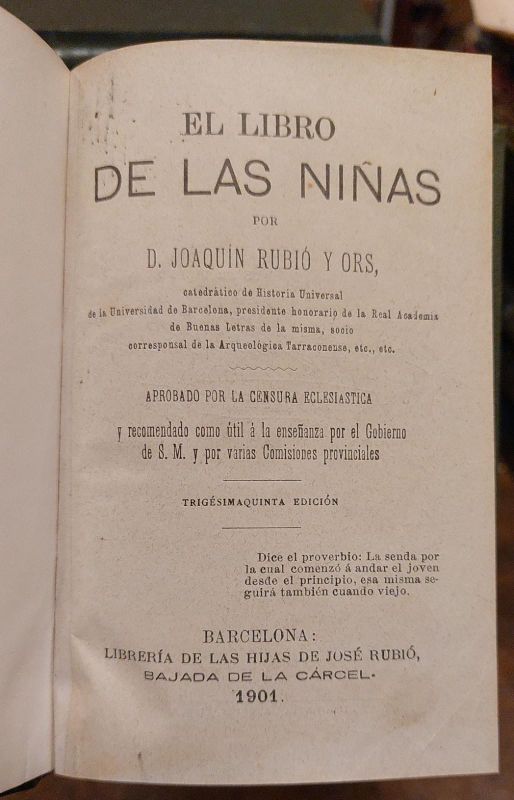 EL LIBRO
DE LAS NIÑAS
POR
D. JOAQUÍN RUBIÓ Y ORS,
catedrático de Historia Universal
de la Universidad de Barcelona, presidente honorario de la Real Academia
de Buenas Letras de la misma, socio
corresponsal de la Arqueológica Tarraconense, etc., etc.
APROBADO POR LA CENSURA ECLESIASTICA
y recomendado como útil á la enseñanza por el Gobierno
de S. M. y por varias Comisiones provinciales
TRIGÉSIMAQUINTA EDICIÓN
Dice el proverbio: La senda por
la cual comenzó á andar el joven
desde el principio, esa misma se-
guirá también cuando viejo.
BARCELONA:
LIBRERÍA DE LAS HIJAS DE JOSÉ RUBIÓ,
BAJADA DE LA CÁRCEL.
1901.